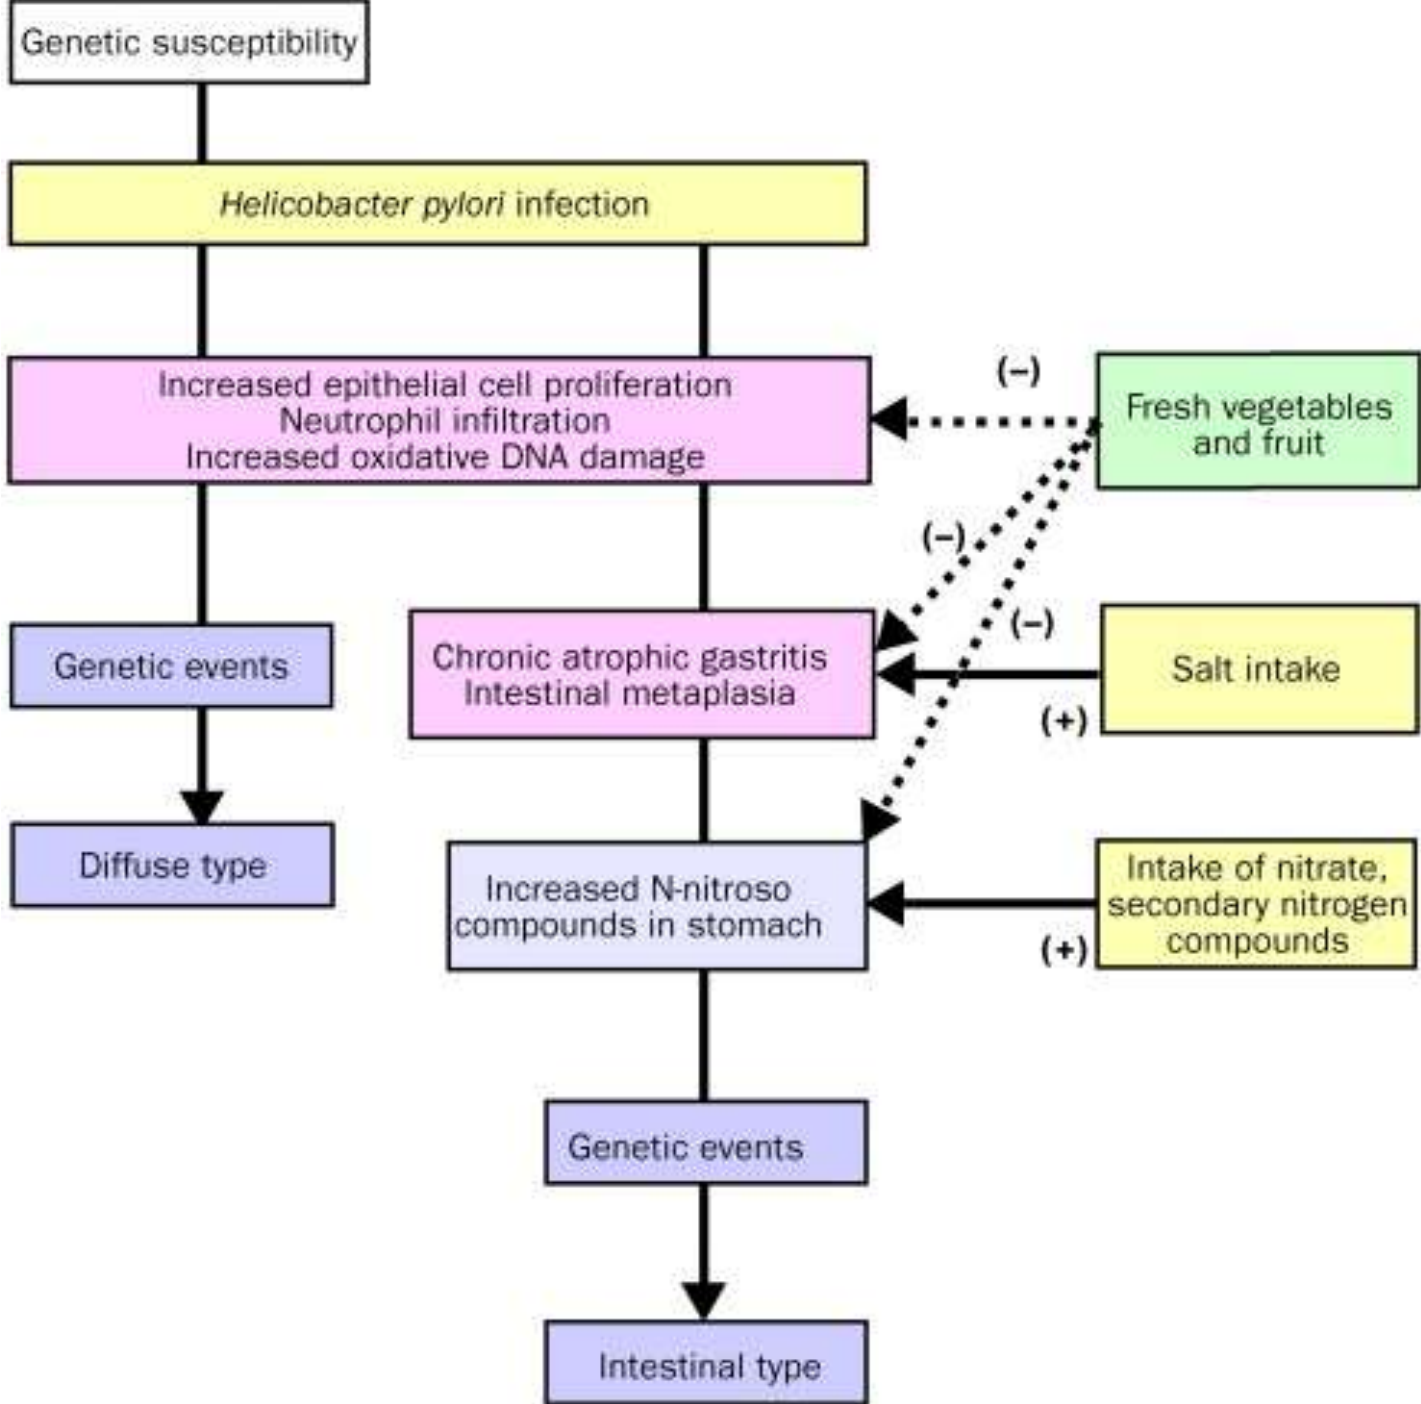 Genetic susceptibility
Helicobacter pylori infection
Increased epithelial cell proliferation
Neutrophil infiltration
Increased oxidative DNA damage
(–)
Fresh vegetables
and fruit
(–)
(–)
Genetic events
Chronic atrophic gastritis
Intestinal metaplasia
Salt intake
(+)
Diffuse type
Increased N-nitroso
compounds in stomach
Intake of nitrate,
secondary nitrogen
compounds
(+)
Genetic events
Intestinal type